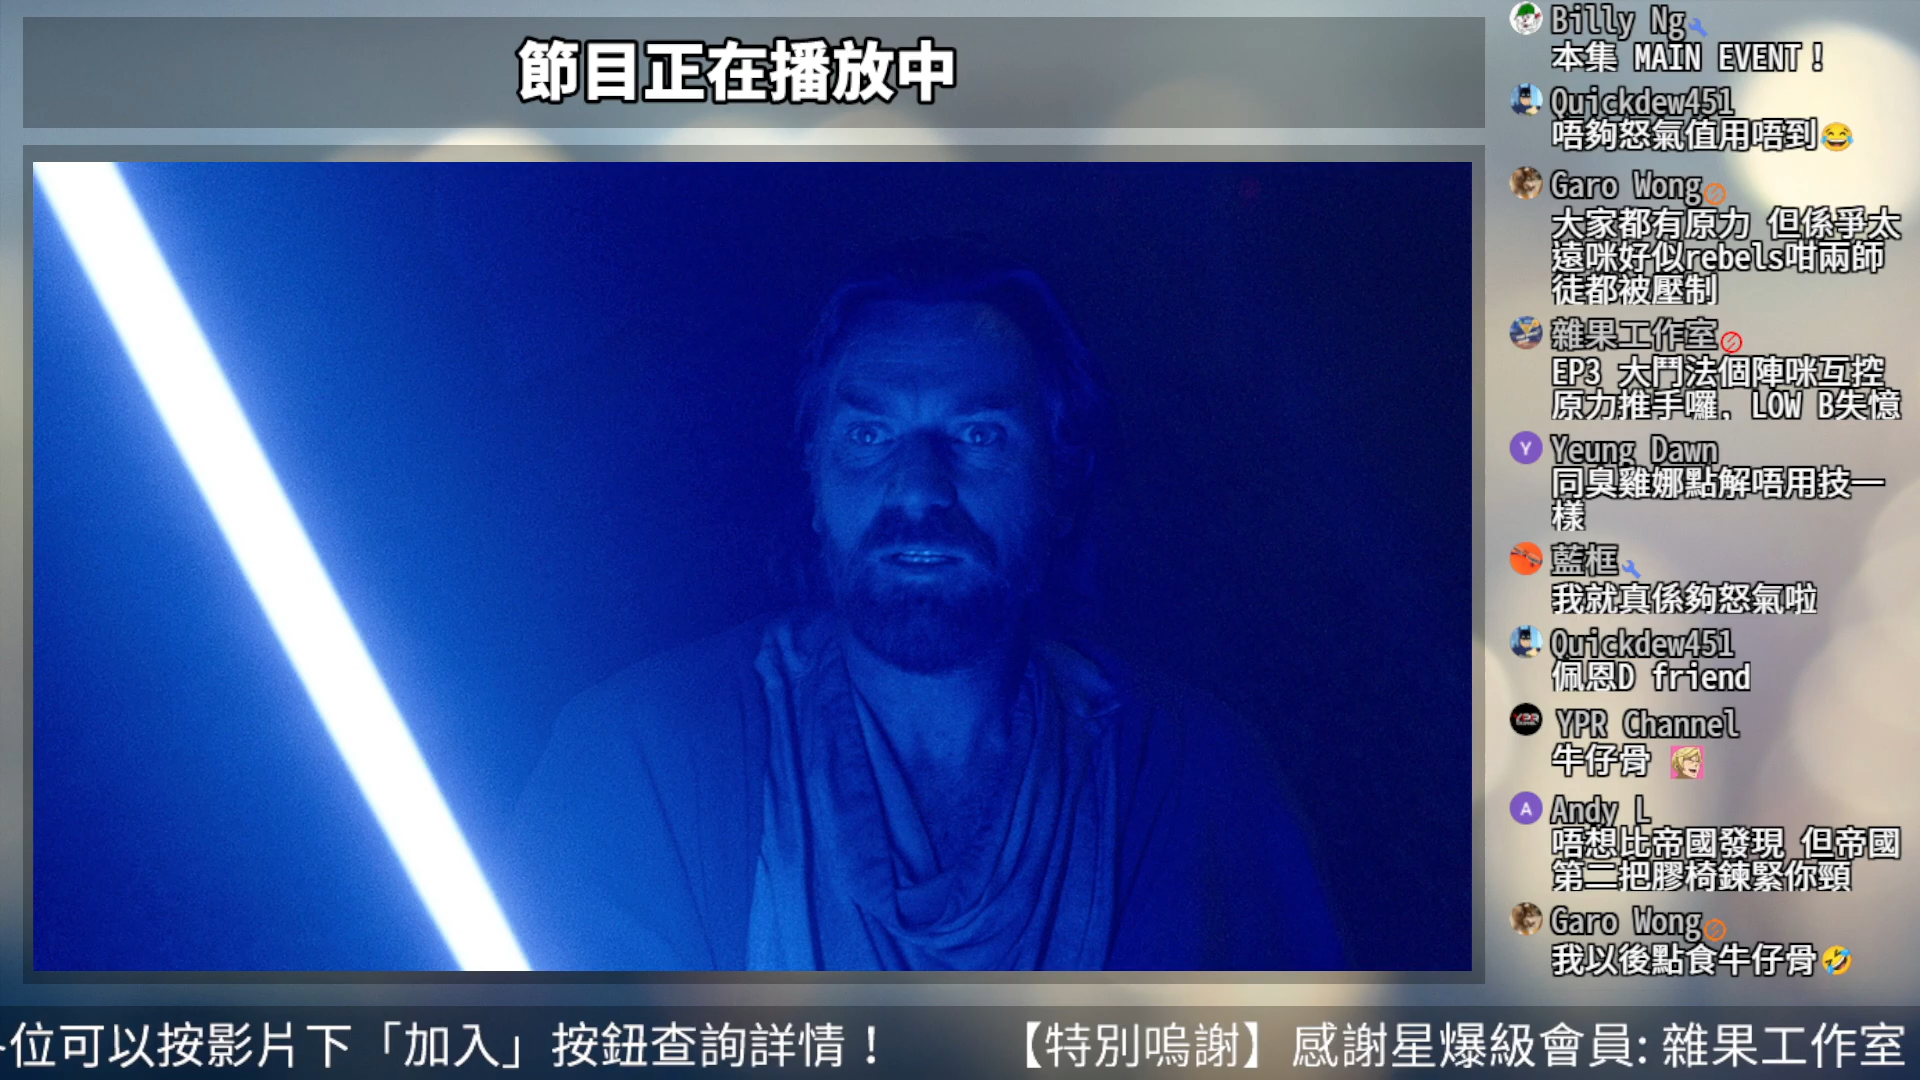 節目正在播放中
Billy Ng
本集 MAIN EVENT！
Quickdew451
唔夠怒氣值用唔到😂
Garo Wong
大家都有原力 但係爭太
遠咪好似rebels咁兩師
徒都被壓制
雜果工作室
EP3 大鬥法個陣咪互控
原力推手囉, LOW B失憶
Yeung Dawn
同臭雞娜點解唔用技一
樣
藍框
我就真係夠怒氣啦
Quickdew451
佩恩D friend
YPR Channel
牛仔骨
Andy L
唔想比帝國發現 但帝國
第二把膠椅鍊緊你頸
Garo Wong
我以後點食牛仔骨🤣
位可以按影片下「加入」按鈕查詢詳情！ 【特別嗚謝】感謝星爆級會員: 雜果工作室